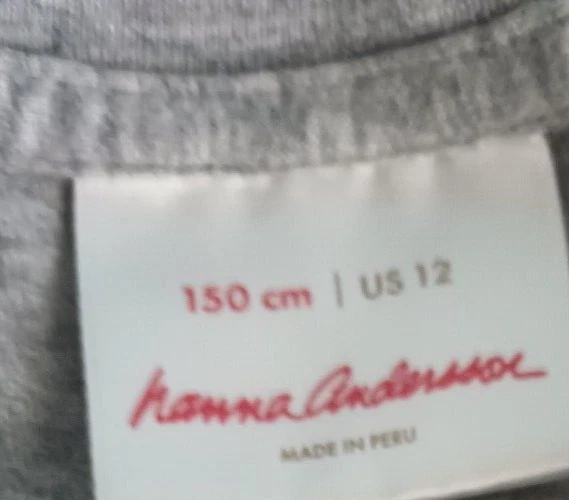 150 cm | US 12
hanna Andersson
MADE IN PERU